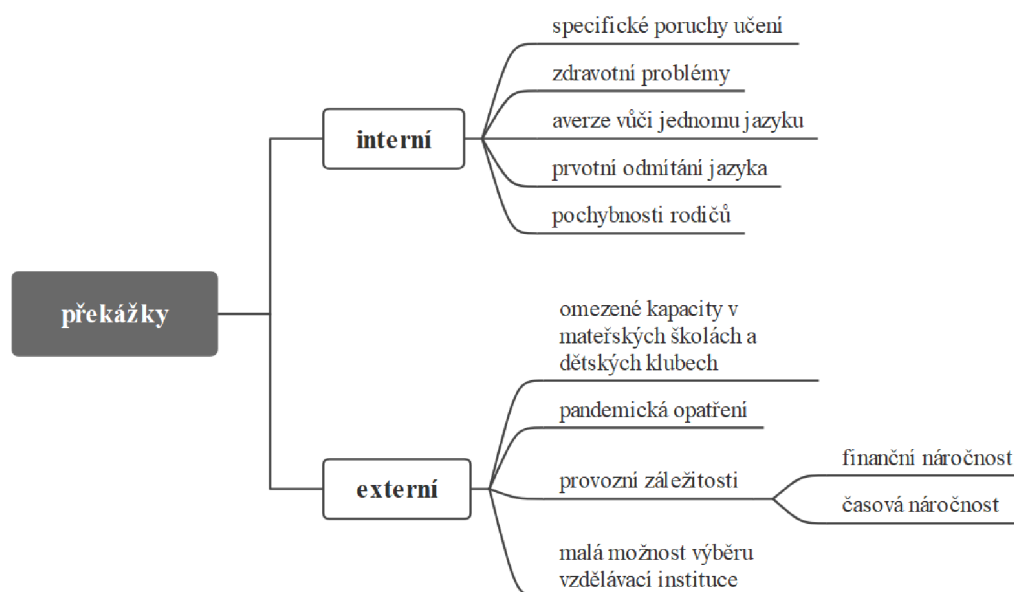 překážky
interní
specifické poruchy učení
zdravotní problémy
averze vůči jednomu jazyku
prvotní odmítání jazyka
pochybnosti rodičů
externí
omezené kapacity v
mateřských školách a
dětských klubech
pandemická opatření
provozní záležitosti
finanční náročnost
časová náročnost
malá možnost výběru
vzdělávací instituce